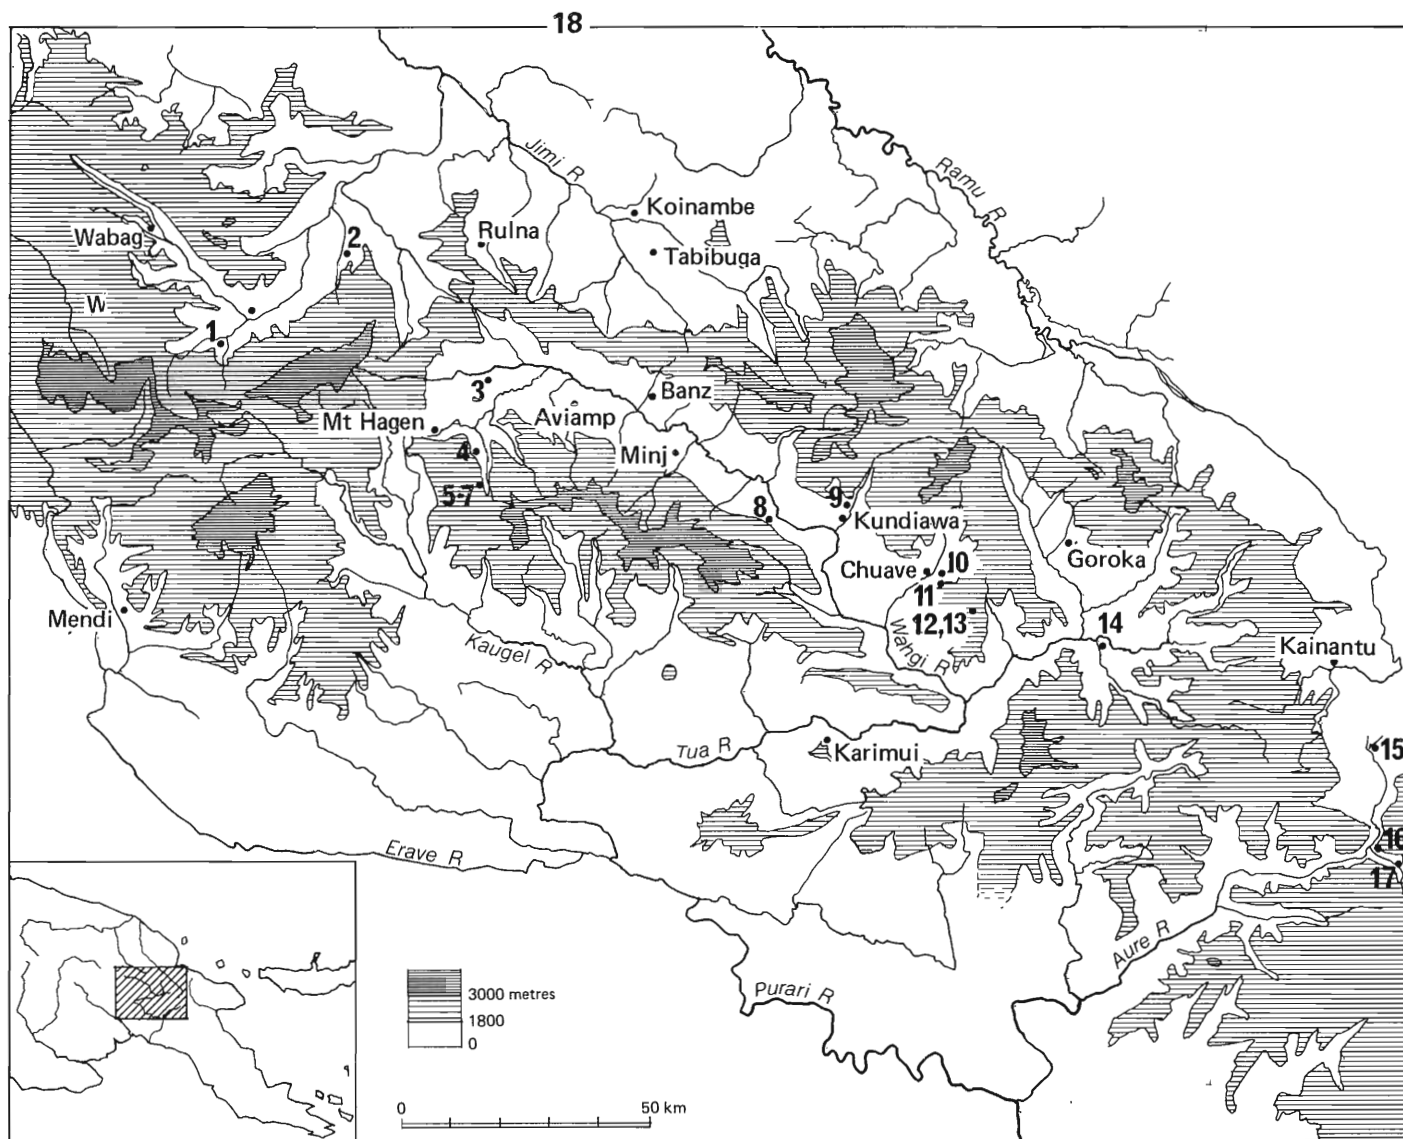 18
Jimi R
Ramu R
Koinambe
Wabag
2
Rulna
Tabibuga
W
1
3
Banz
Mt Hagen
Aviamp
4
Minj
5-7
8
9
Kundiawa
Goroka
Chuave
10
11
Mendi
12,13
14
Wahgi R
Kaugel R
Kainantu
Tua R
Karimui
15
16
Erave R
17
Aure R
Purari R
3000 metres
1800
0
0
50 km